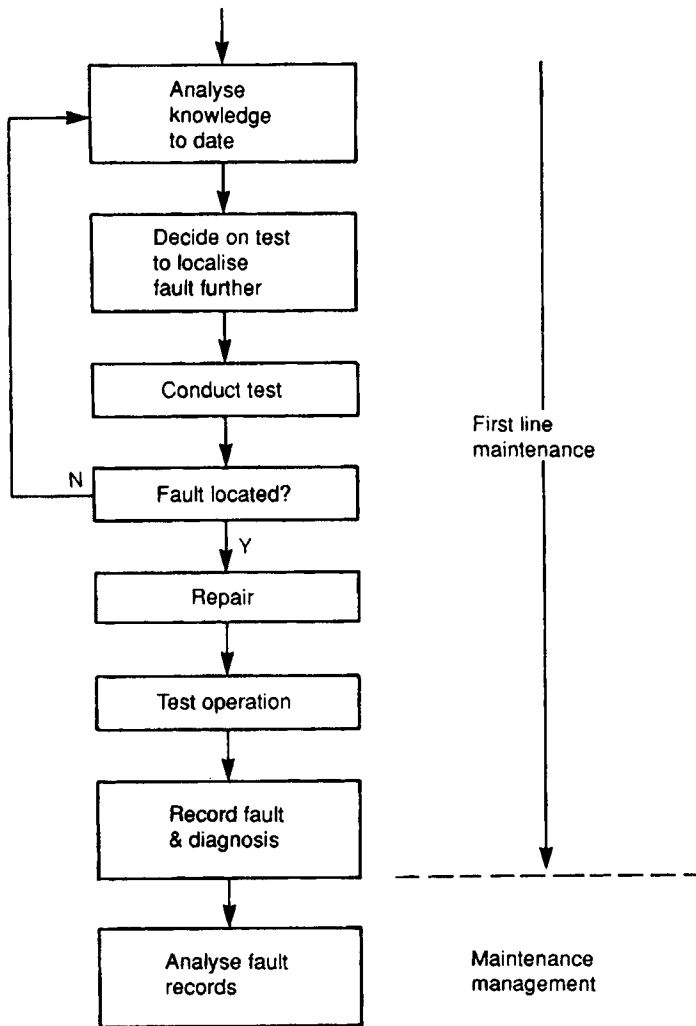 Analyse
knowledge
to date
Decide on test
to localise
fault further
Conduct test
N
Fault located?
Y
Repair
Test operation
Record fault
& diagnosis
Analyse fault
records
First line
maintenance
Maintenance
management